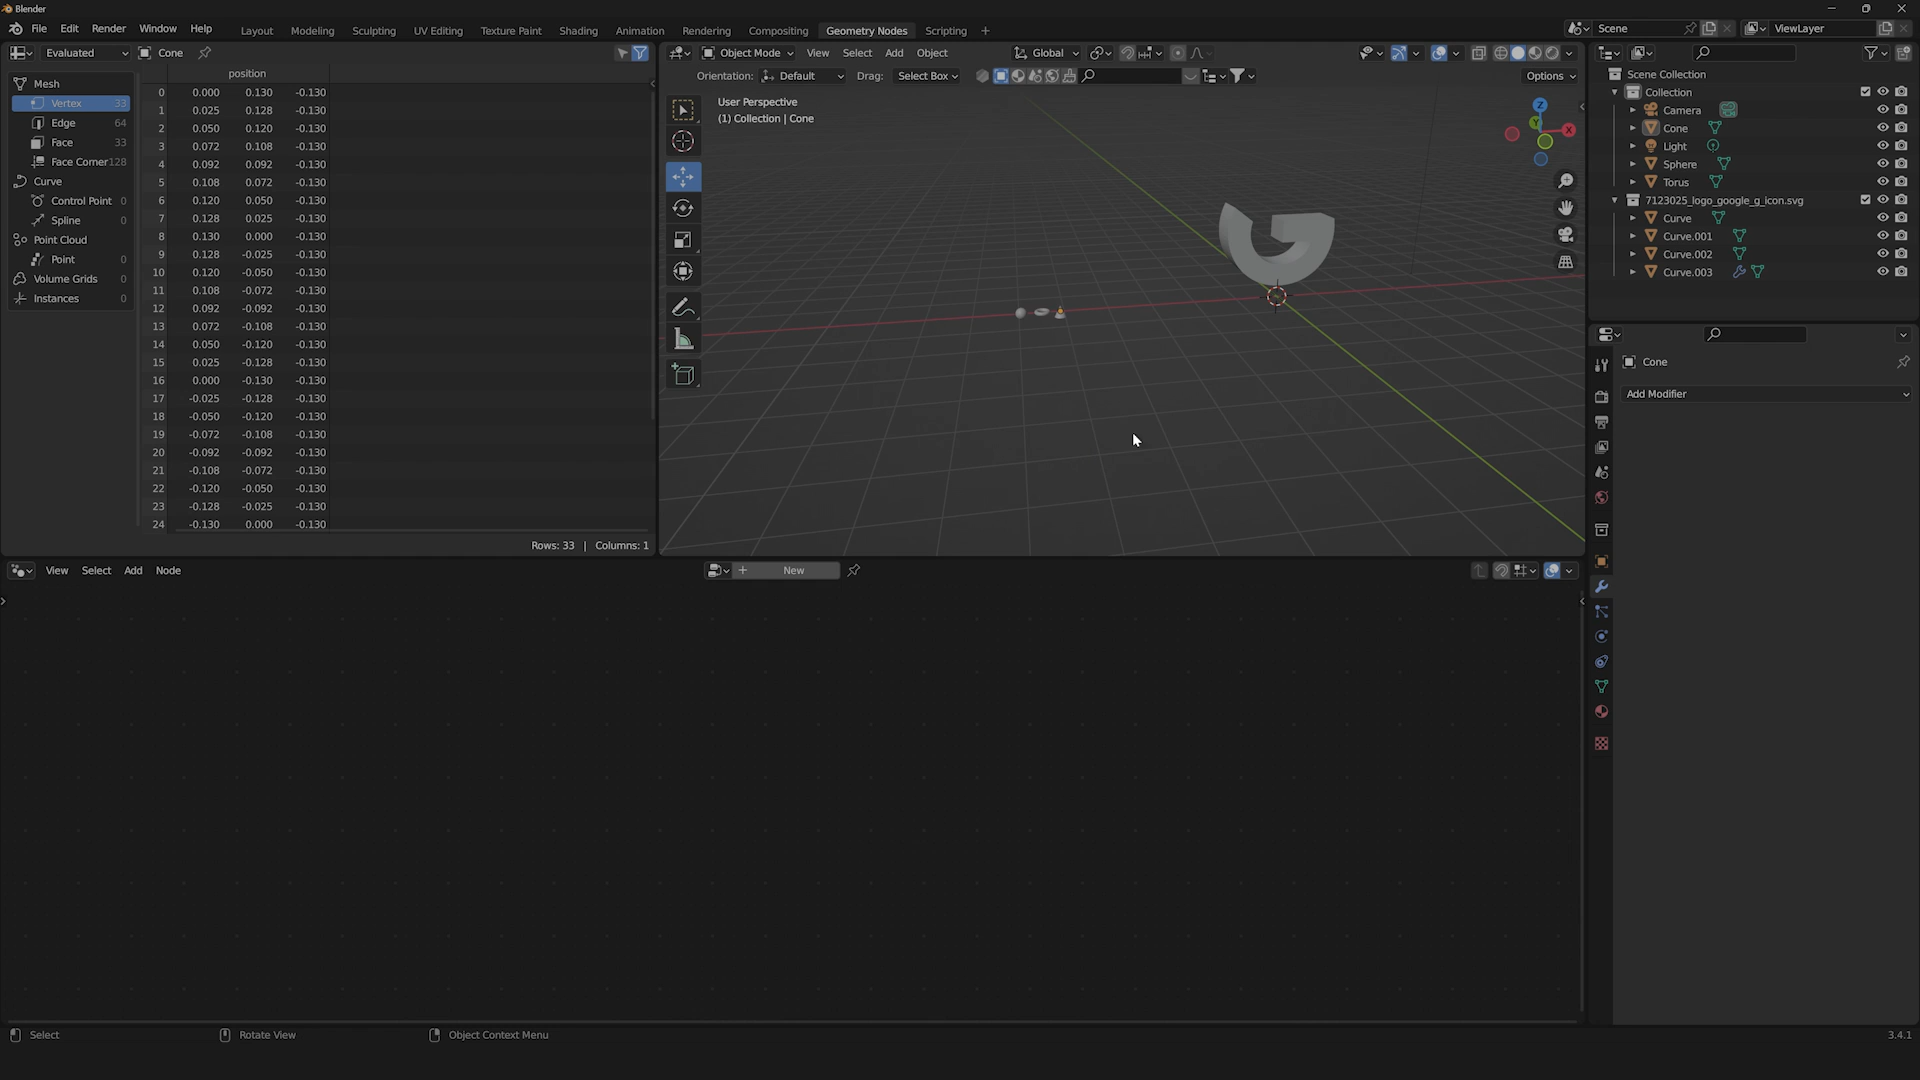 Blender
File Edit Render Window Help Layout Modeling Sculpting UV Editing Texture Paint Shading Animation Rendering Compositing Geometry Nodes Scripting + Scene ViewLayer
Evaluated Cone
position
Mesh
Vertex 33
Edge 64
Face 33
Face Corner 128
Curve
Control Point 0
Spline 0
Point Cloud
Point 0
Volume Grids 0
Instances 0
0 0.000 0.130 -0.130
1 0.025 0.128 -0.130
2 0.050 0.120 -0.130
3 0.072 0.108 -0.130
4 0.092 0.092 -0.130
5 0.108 0.072 -0.130
6 0.120 0.050 -0.130
7 0.128 0.025 -0.130
8 0.130 0.000 -0.130
9 0.128 -0.025 -0.130
10 0.120 -0.050 -0.130
11 0.108 -0.072 -0.130
12 0.092 -0.092 -0.130
13 0.072 -0.108 -0.130
14 0.050 -0.120 -0.130
15 0.025 -0.128 -0.130
16 0.000 -0.130 -0.130
17 -0.025 -0.128 -0.130
18 -0.050 -0.120 -0.130
19 -0.072 -0.108 -0.130
20 -0.092 -0.092 -0.130
21 -0.108 -0.072 -0.130
22 -0.120 -0.050 -0.130
23 -0.128 -0.025 -0.130
24 -0.130 0.000 -0.130
Rows: 33 | Columns: 1
Object Mode View Select Add Object Global
Orientation: Default Drag: Select Box Options
User Perspective
(1) Collection | Cone
Z
Y
X
Scene Collection
Collection
Camera
Cone
Light
Sphere
Torus
7123025_logo_google_g_icon.svg
Curve
Curve.001
Curve.002
Curve.003
Cone
Add Modifier
View Select Add Node + New
Select Rotate View Object Context Menu 3.4.1